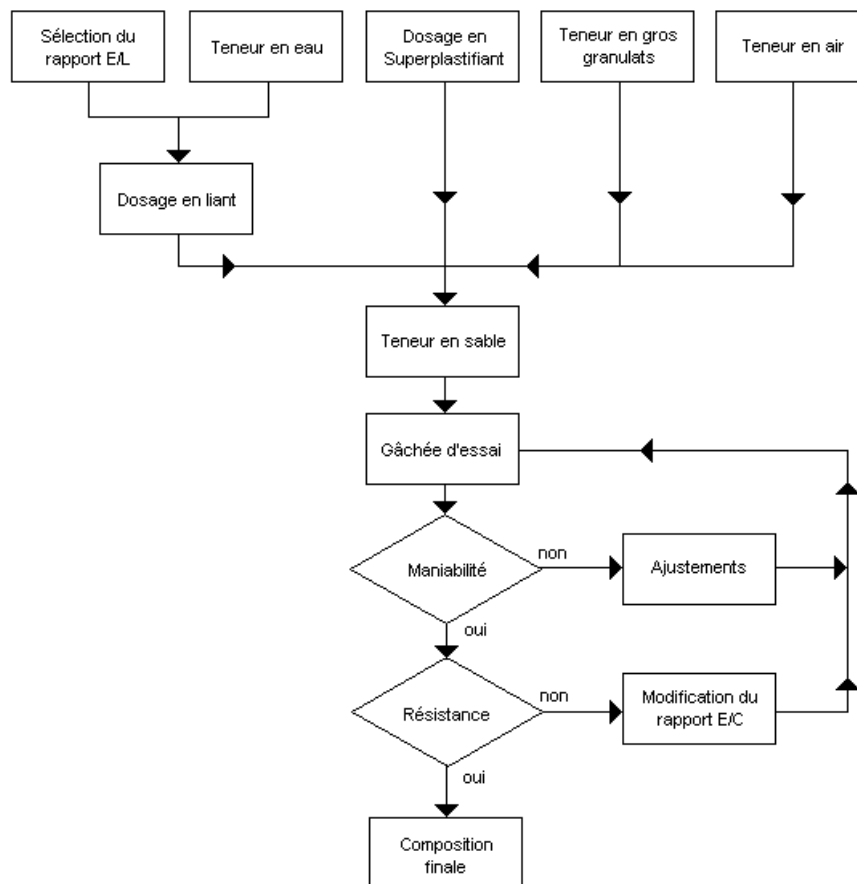 Sélection du
rapport E/L
Teneur en eau
Dosage en
Superplastifiant
Teneur en gros
granulats
Teneur en air
Dosage en liant
Teneur en sable
Gâchée d'essai
Maniabilité
non
Ajustements
oui
Résistance
non
Modification du
rapport E/C
oui
Composition
finale